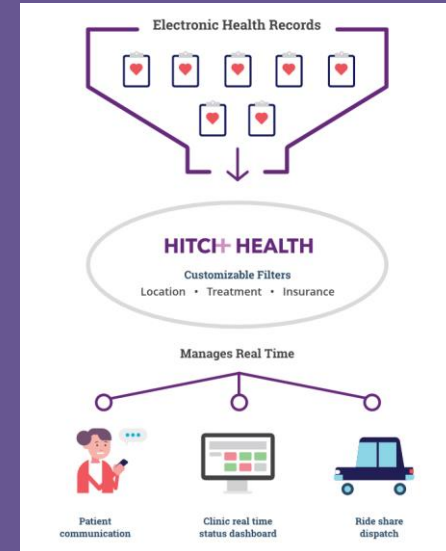 Electronic Health Records
HITCH HEALTH
Customizable Filters
Location • Treatment • Insurance
Manages Real Time
Patient
communication
Clinic real time
status dashboard
Ride share
dispatch